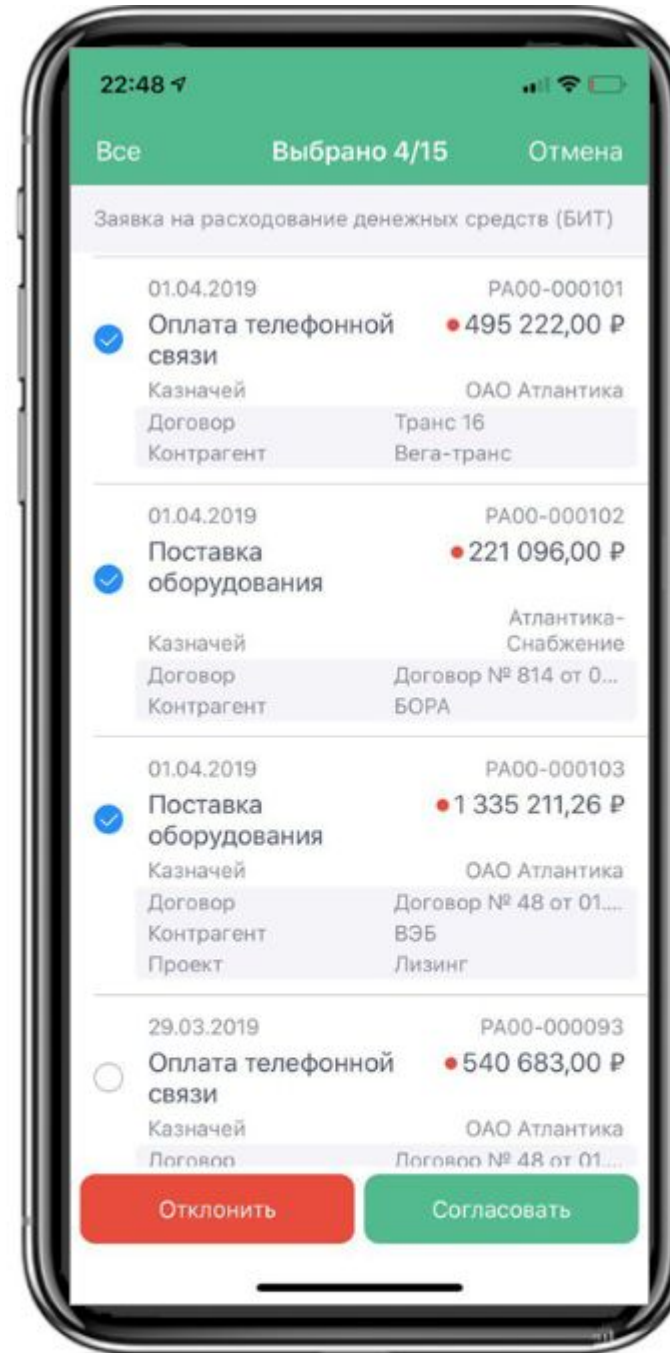 22:48
Все Выбрано 4/15 Отмена
Заявка на расходование денежных средств (БИТ)
01.04.2019 РА00-000101
Оплата телефонной 495 222,00 ₽
связи
Казначей ОАО Атлантика
Договор Транс 16
Контрагент Вега-транс
01.04.2019 РА00-000102
Поставка 221 096,00 ₽
оборудования
Атлантика-
Казначей Снабжение
Договор Договор № 814 от 0...
Контрагент БОРА
01.04.2019 РА00-000103
Поставка 1 335 211,26 ₽
оборудования
Казначей ОАО Атлантика
Договор Договор № 48 от 01....
Контрагент ВЭБ
Проект Лизинг
29.03.2019 РА00-000093
Оплата телефонной 540 683,00 ₽
связи
Казначей ОАО Атлантика
Договор Договор № 48 от 01....
Отклонить Согласовать